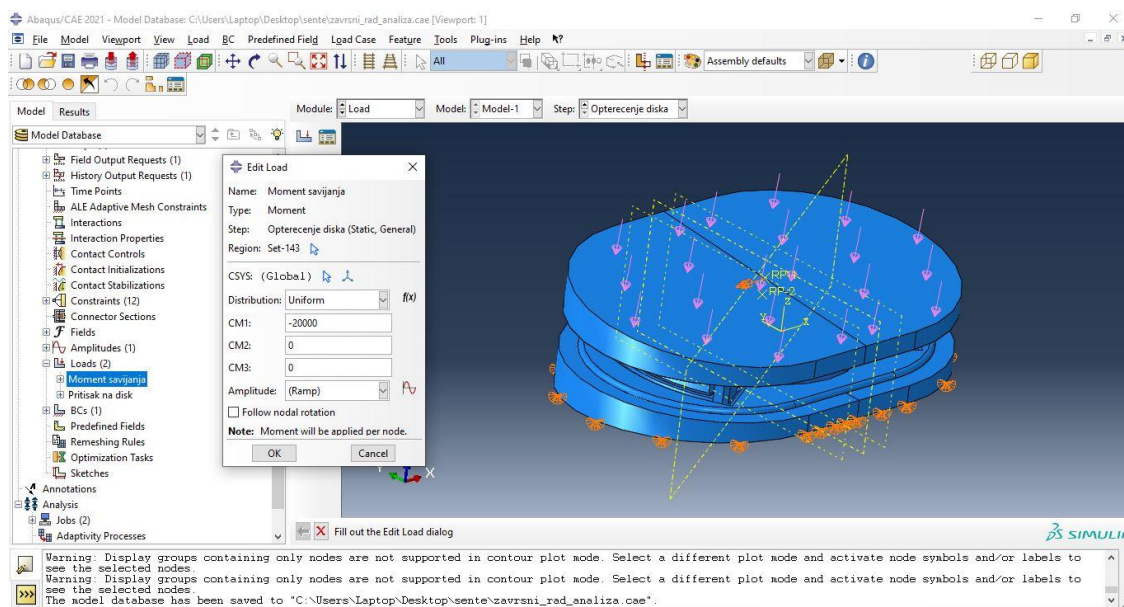 Abaqus/CAE 2021 - Model Database: C:\Users\Laptop\Desktop\sente\zavrsni_rad_analiza.cae [Viewport: 1]
File Model Viewport View Load BC Predefined Field Load Case Feature Tools Plug-ins Help
All Assembly defaults
Model Results
Module: Load Model: Model-1 Step: Opterecenje diska
Model Database
Field Output Requests (1)
History Output Requests (1)
Time Points
ALE Adaptive Mesh Constraints
Interactions
Interaction Properties
Contact Controls
Contact Initializations
Contact Stabilizations
Constraints (12)
Connector Sections
Fields
Amplitudes (1)
Loads (2)
Moment savijanja
Pritisak na disk
BCs (1)
Predefined Fields
Remeshing Rules
Optimization Tasks
Sketches
Annotations
Analysis
Jobs (2)
Adaptivity Processes
Edit Load
Name: Moment savijanja
Type: Moment
Step: Opterecenje diska (Static, General)
Region: Set-143
CSYS: (Global)
Distribution: Uniform f(x)
CM1: -20000
CM2: 0
CM3: 0
Amplitude: (Ramp)
Follow nodal rotation
Note: Moment will be applied per node.
OK Cancel
RP-2
Z
Y X
Y X
Fill out the Edit Load dialog
SIMULI
Warning: Display groups containing only nodes are not supported in contour plot mode. Select a different plot mode and activate node symbols and/or labels to
see the selected nodes.
Warning: Display groups containing only nodes are not supported in contour plot mode. Select a different plot mode and activate node symbols and/or labels to
see the selected nodes.
The model database has been saved to "C:\Users\Laptop\Desktop\sente\zavrsni_rad_analiza.cae".